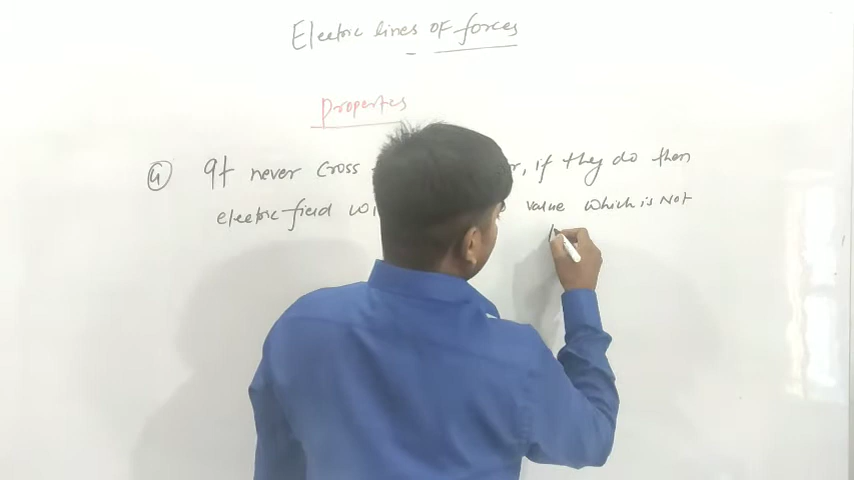 Electric lines of forces
Properties
④ It never cross if they do then
electric field value which is Not